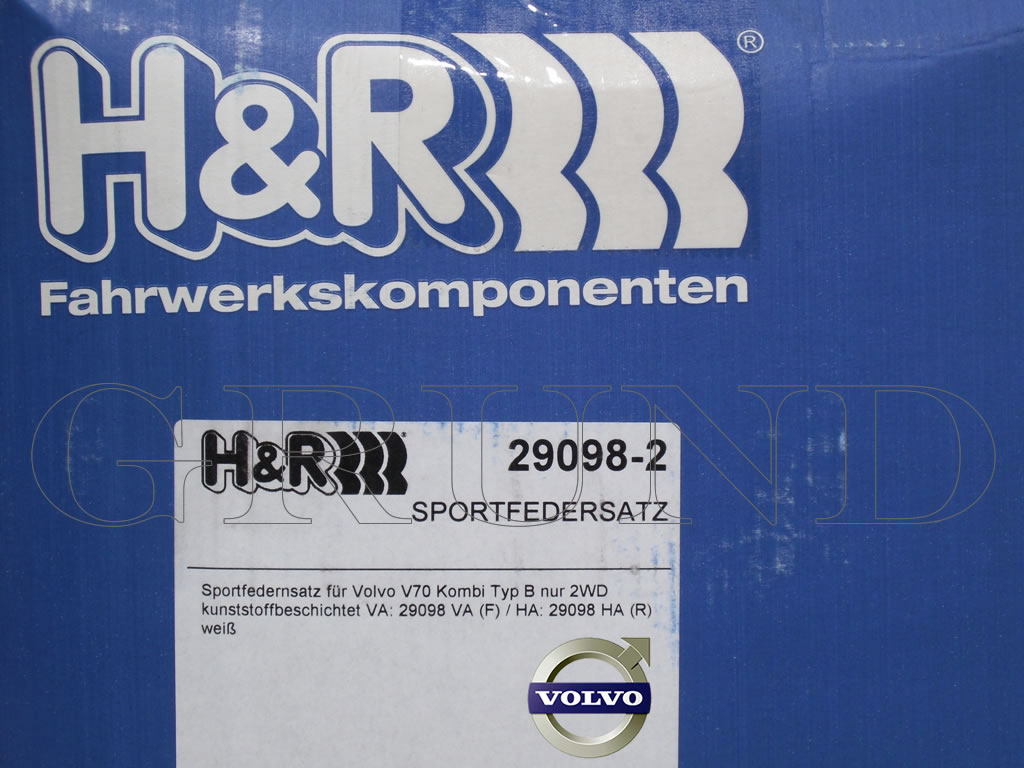 H&R ®
Fahrwerkskomponenten
GRUND
H&R ® 29098-2
SPORTFEDERSATZ
Sportfedernsatz für Volvo V70 Kombi Typ B nur 2WD
kunststoffbeschichtet VA: 29098 VA (F) / HA: 29098 HA (R)
weiß
VOLVO